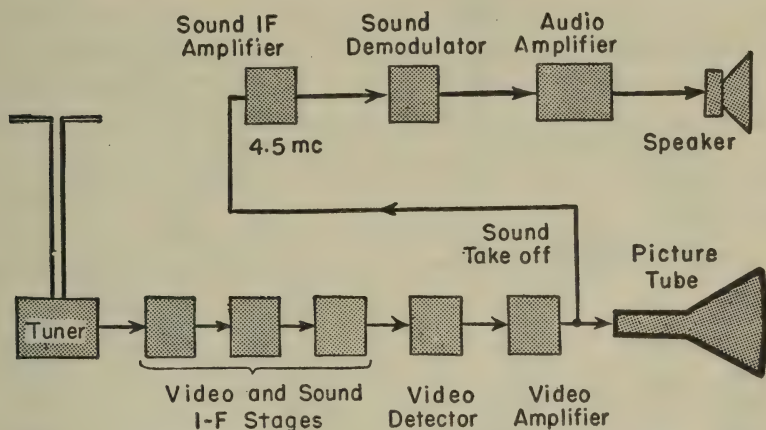 Sound IF
Amplifier
Sound
Demodulator
Audio
Amplifier
4.5 mc
Speaker
Sound
Take off
Picture
Tube
Tuner
Video and Sound
I-F Stages
Video
Detector
Video
Amplifier